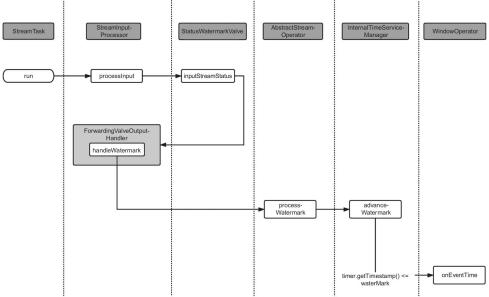 StreamTask
StreamInput-
Processor
StatusWatermarkValve
AbstractStream-
Operator
InternalTimeService-
Manager
WindowOperator
run
processInput
inputStreamStatus
ForwardingValveOutput-
Handler
handleWatermark
process-
Watermark
advance-
Watermark
timer.getTimestamp() <=
waterMark
onEventTime